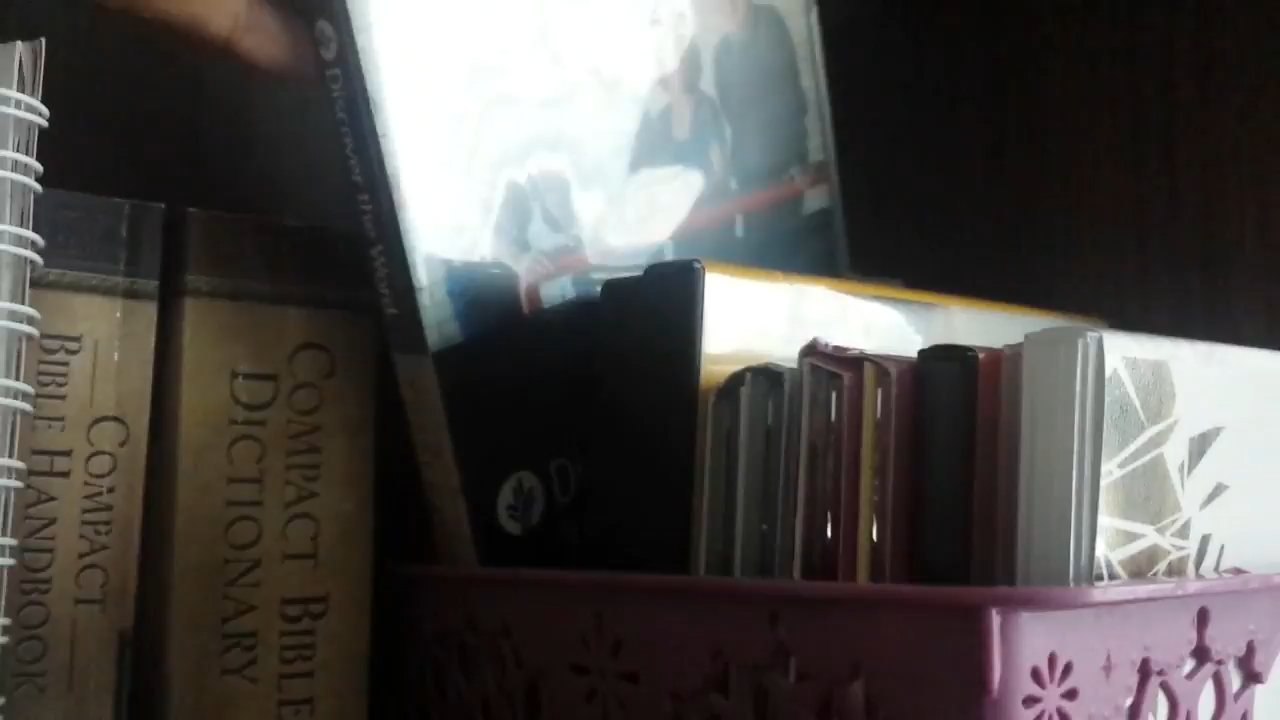 COMPACT
BIBLE HANDBOOK
COMPACT BIBLE
DICTIONARY
Discover the Word
D